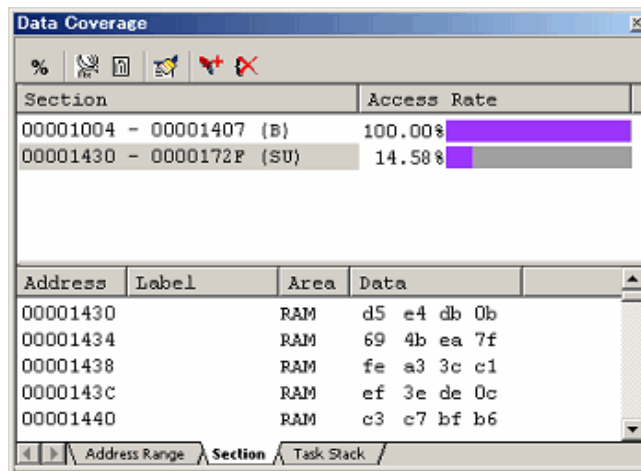 Data Coverage
%
Section Access Rate
00001004 - 00001407 (B) 100.00%
00001430 - 0000172F (SU) 14.58%
Address Label Area Data
00001430 RAM d5 e4 db 0b
00001434 RAM 69 4b ea 7f
00001438 RAM fe a3 3c c1
0000143C RAM ef 3e de 0c
00001440 RAM c3 c7 bf b6
Address Range Section Task Stack